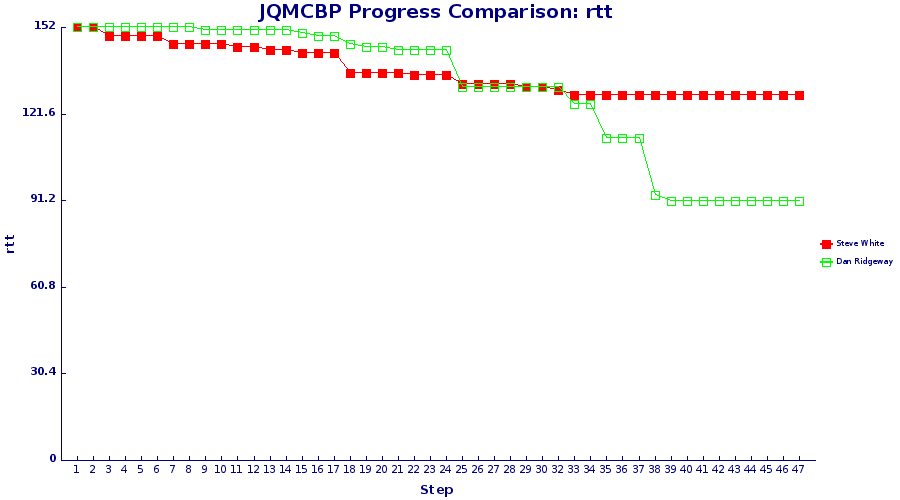 JQMCBP Progress Comparison: rtt
152
121.6
91.2
60.8
30.4
0
rtt
1 2 3 4 5 6 7 8 9 10 11 12 13 14 15 16 17 18 19 20 21 22 23 24 25 26 27 28 29 30 32 33 34 35 36 37 38 39 40 41 42 43 44 45 46 47
Step
Steve White
Dan Ridgeway